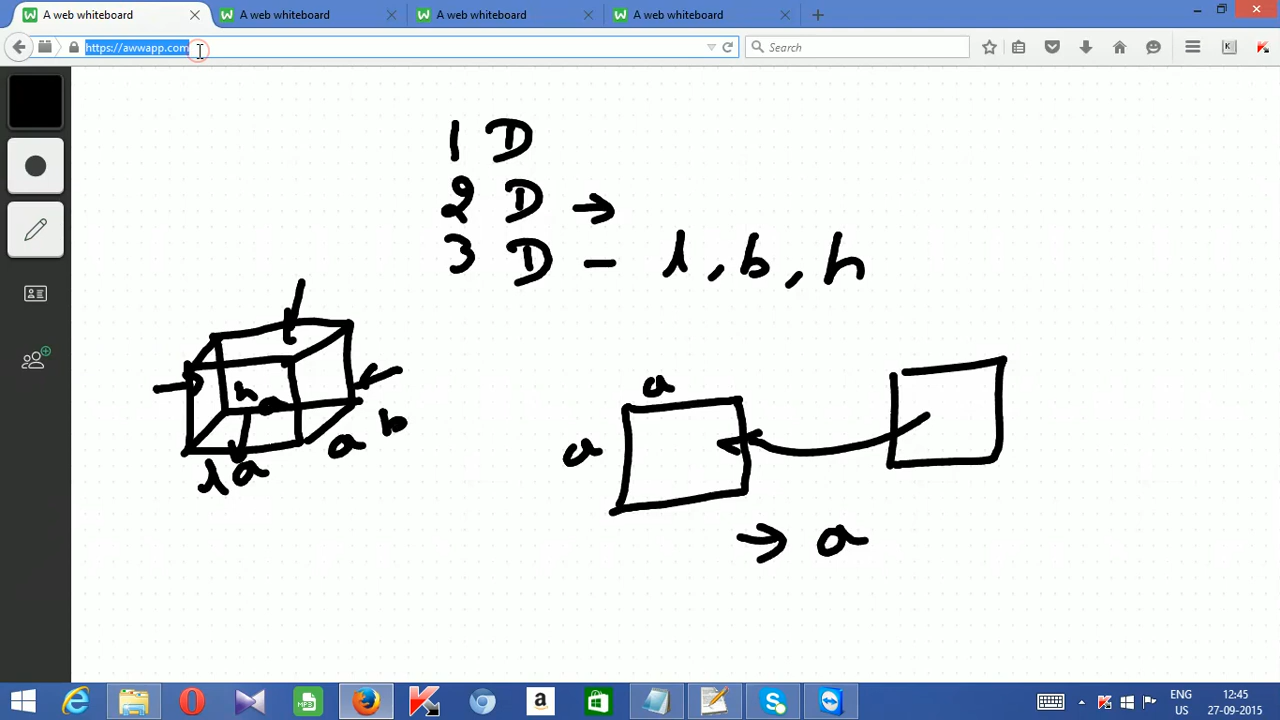 A web whiteboard
A web whiteboard
A web whiteboard
A web whiteboard
https://awwapp.com
Search
K
1 D
2 D →
3 D – l, b, h
h
a
a
b
l a
a
a
→ a
MP3
a
ENG
12:45
US
27-09-2015